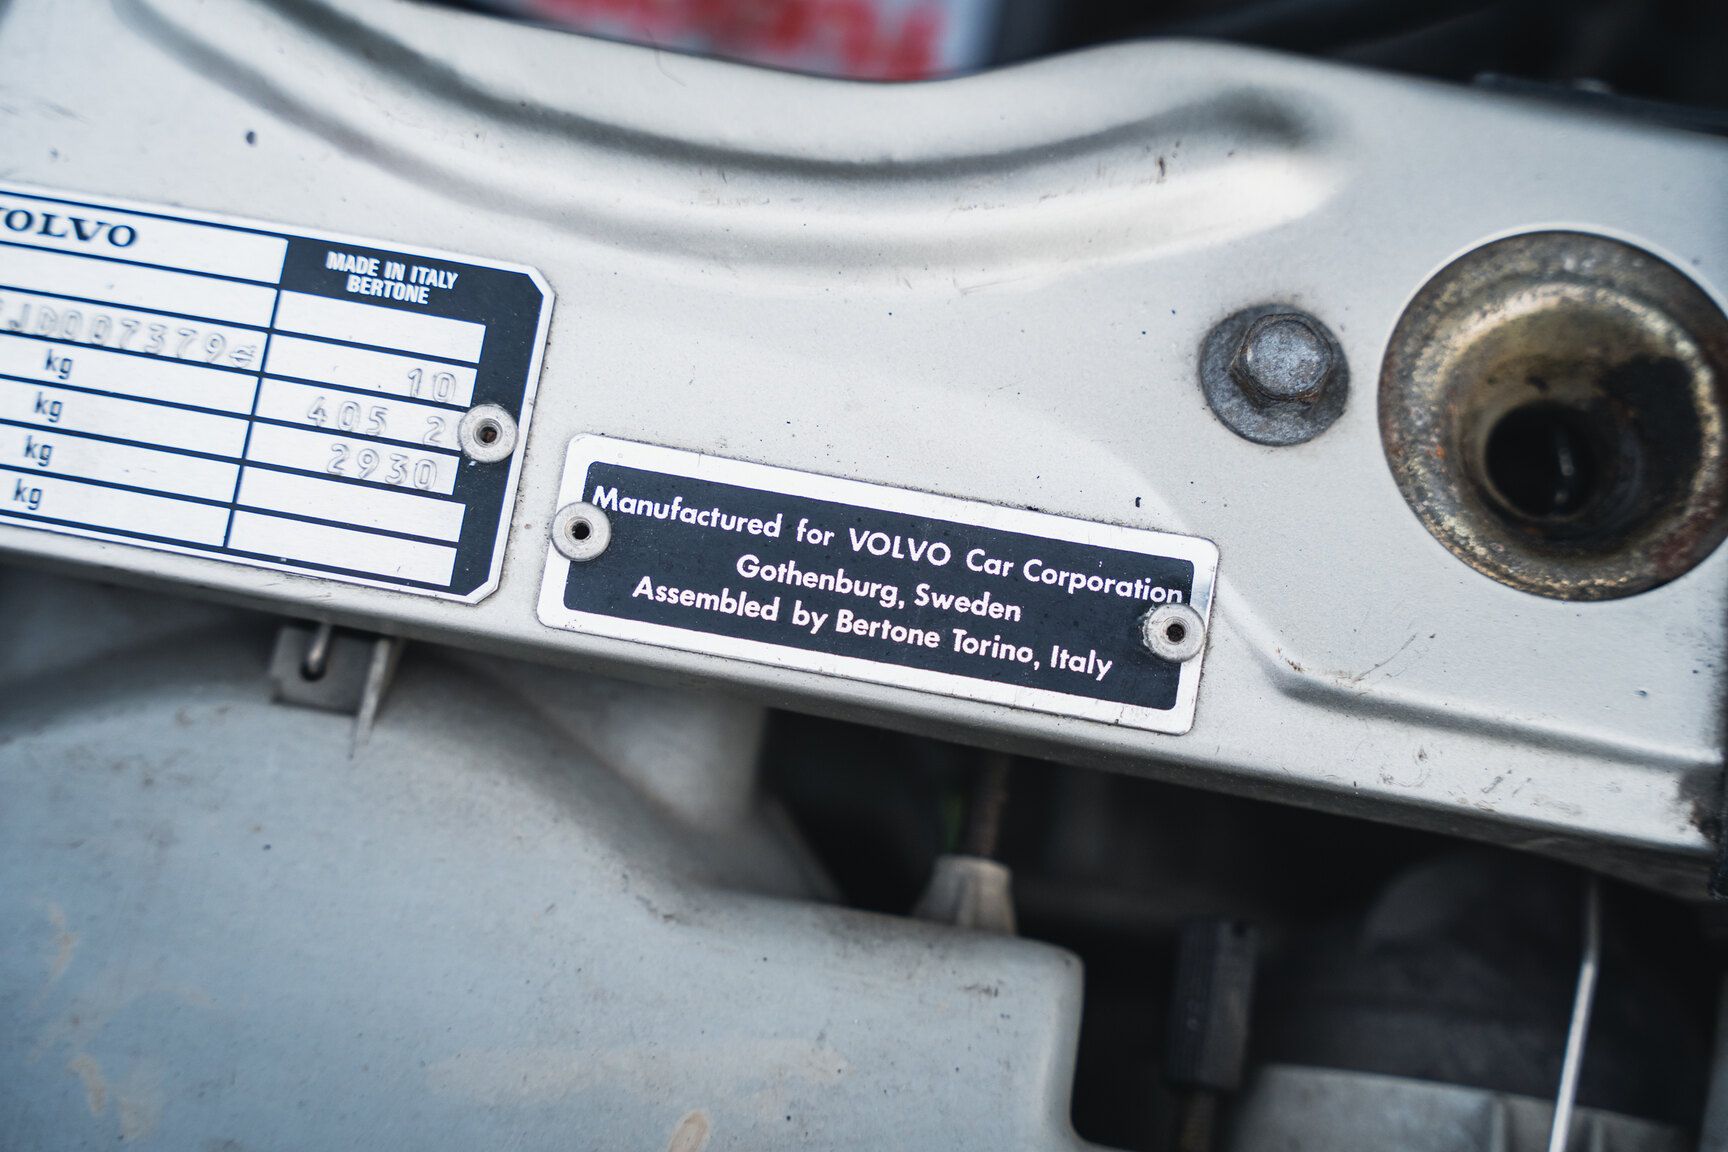 VOLVO
MADE IN ITALY
BERTONE
JD007379
kg
10
kg
405 2
kg
2930
kg
Manufactured for VOLVO Car Corporation
Gothenburg, Sweden
Assembled by Bertone Torino, Italy